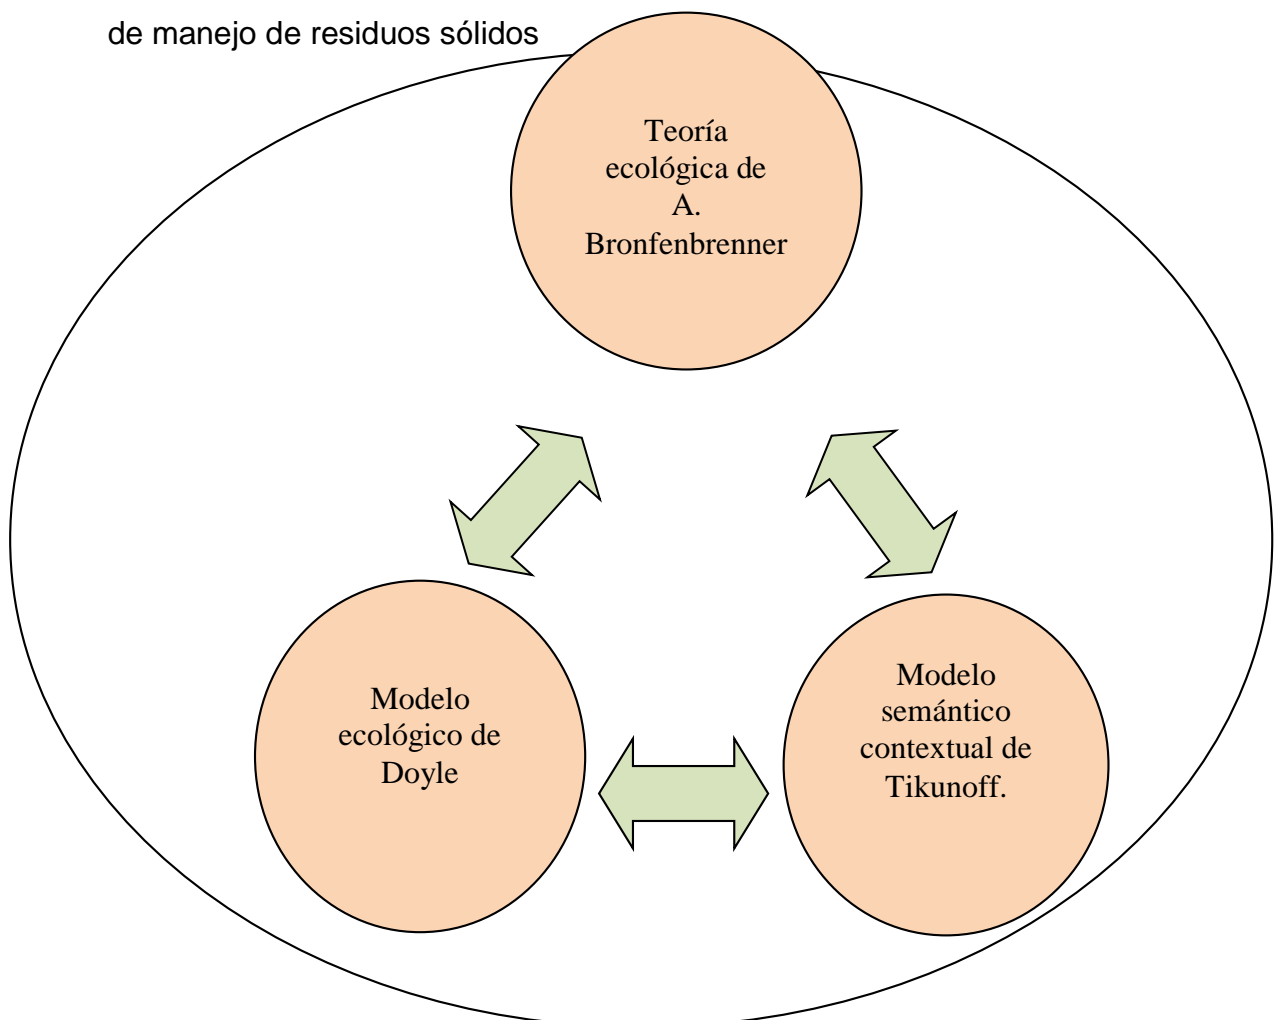 de manejo de residuos sólidos
Teoría
ecológica de
A.
Bronfenbrenner
Modelo
ecológico de
Doyle
Modelo
semántico
contextual de
Tikunoff.